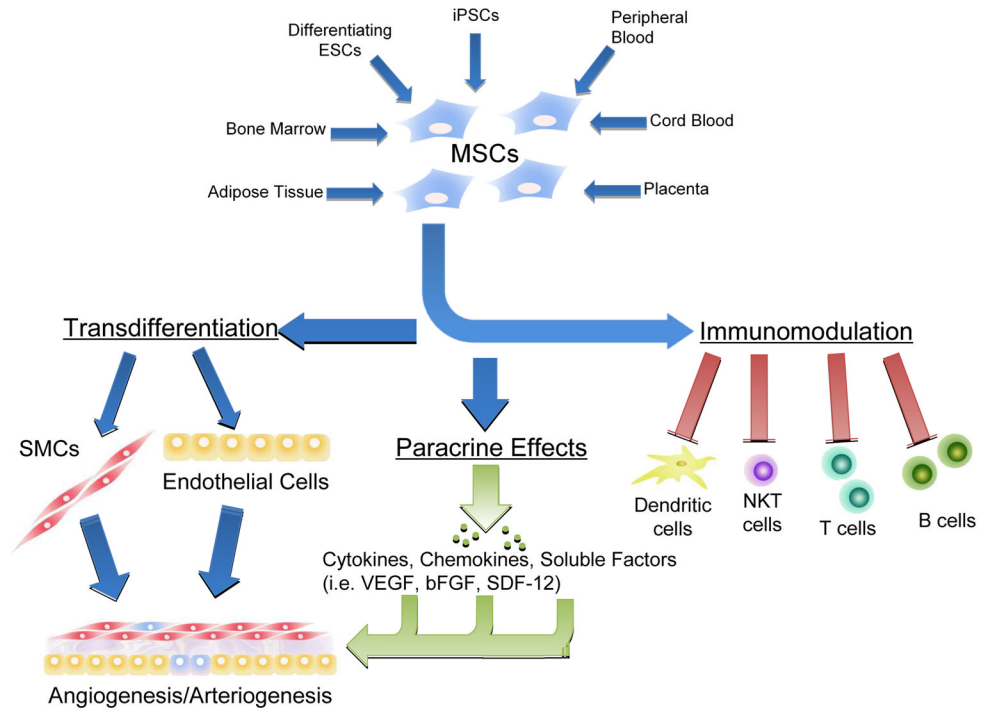 iPSCs
Differentiating
ESCs
Peripheral
Blood
Bone Marrow
Cord Blood
MSCs
Adipose Tissue
Placenta
Transdifferentiation
Immunomodulation
SMCs
Endothelial Cells
Paracrine Effects
Dendritic
cells
NKT
cells
T cells
B cells
Cytokines, Chemokines, Soluble Factors
(i.e. VEGF, bFGF, SDF-12)
Angiogenesis/Arteriogenesis